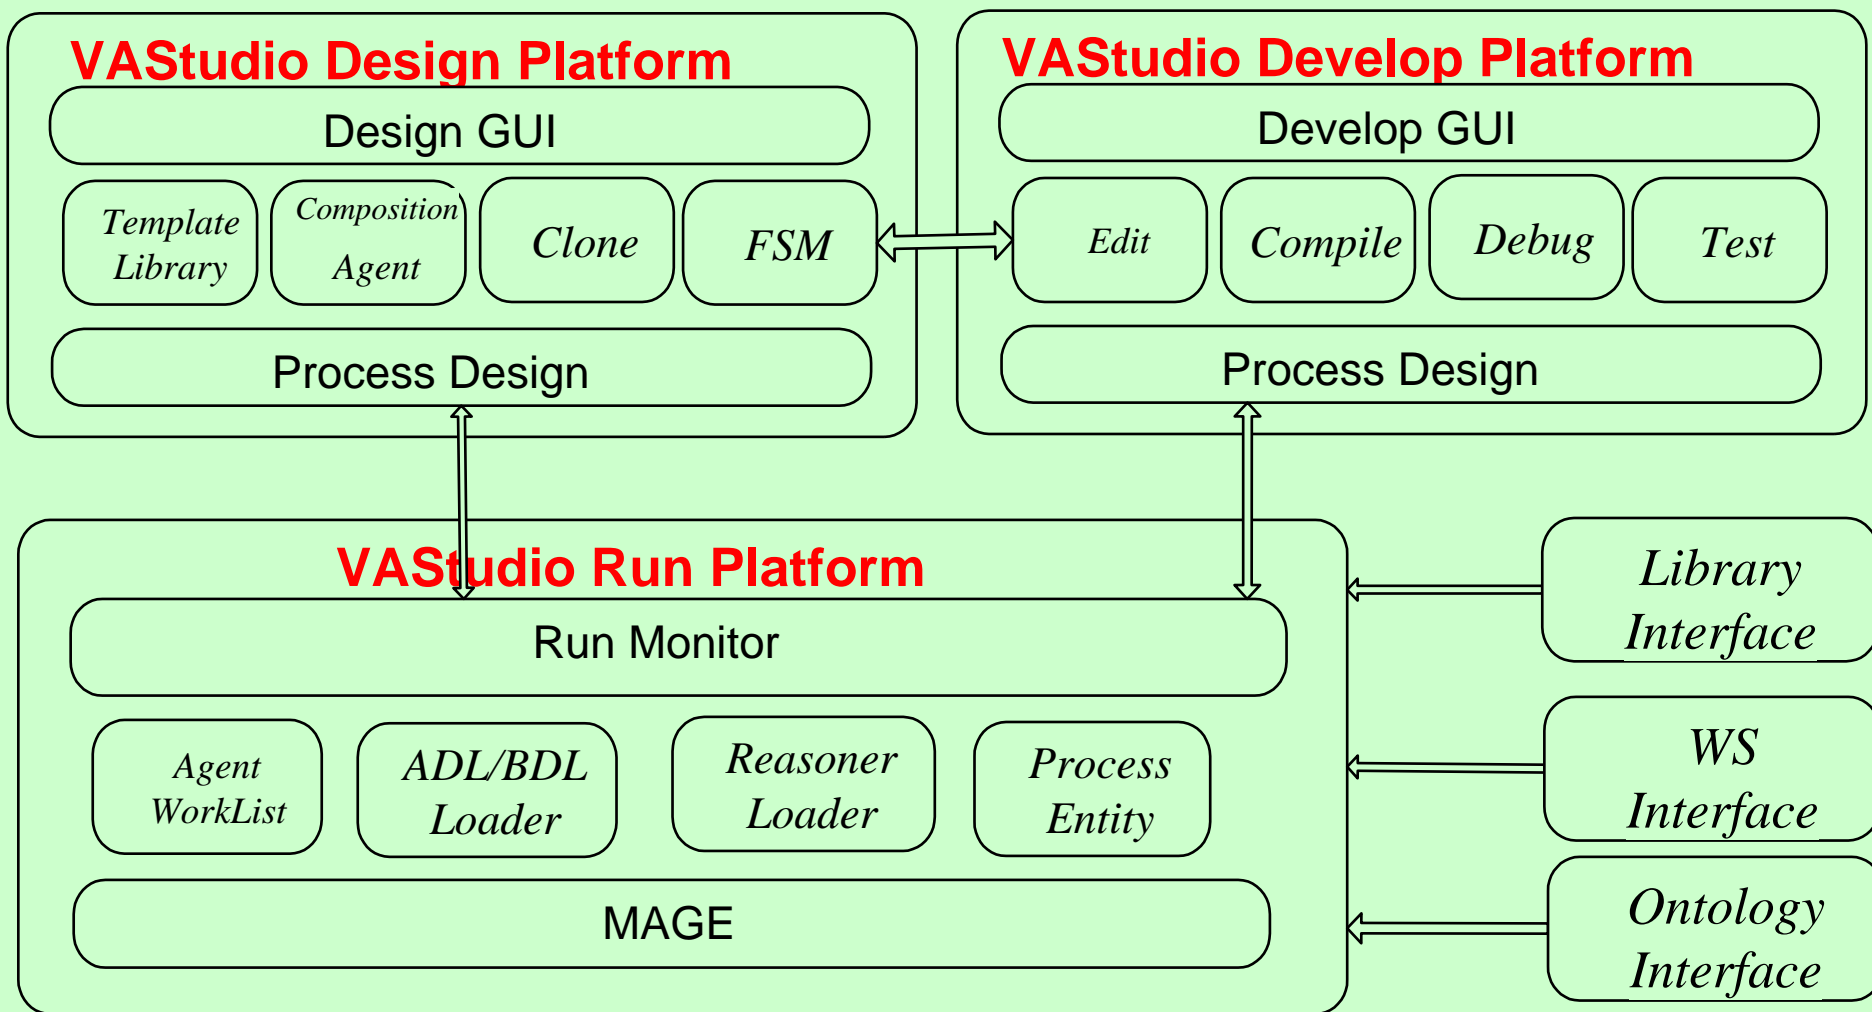 VAStudio Design Platform
Design GUI
Template
Library
Composition
Agent
Clone
FSM
Process Design
VAStudio Develop Platform
Develop GUI
Edit
Compile
Debug
Test
Process Design
VAStudio Run Platform
Run Monitor
Agent
WorkList
ADL/BDL
Loader
Reasoner
Loader
Process
Entity
MAGE
Library
Interface
WS
Interface
Ontology
Interface